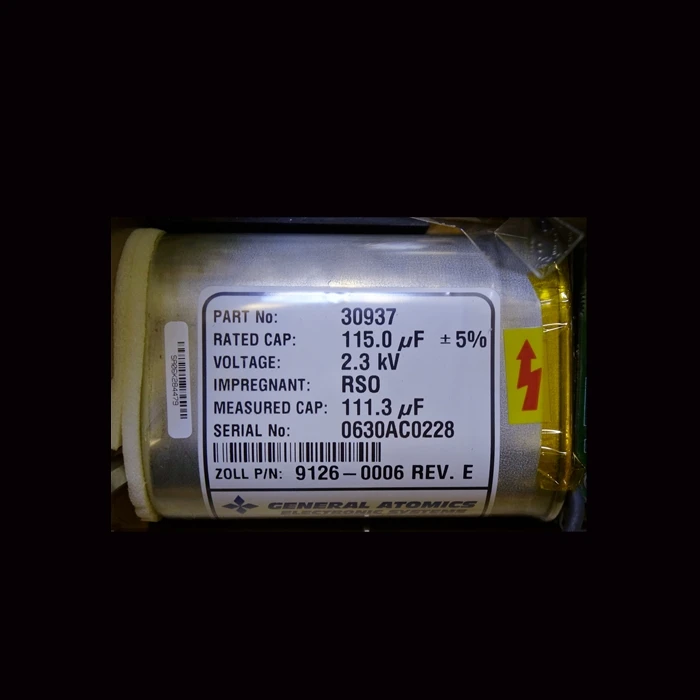 PART No: 30937
RATED CAP: 115.0 µF ± 5%
VOLTAGE: 2.3 kV
IMPREGNANT: RSO
MEASURED CAP: 111.3 µF
SERIAL No: 0630AC0228
ZOLL P/N: 9126-0006 REV. E
GENERAL ATOMICS
ELECTRONIC SYSTEMS